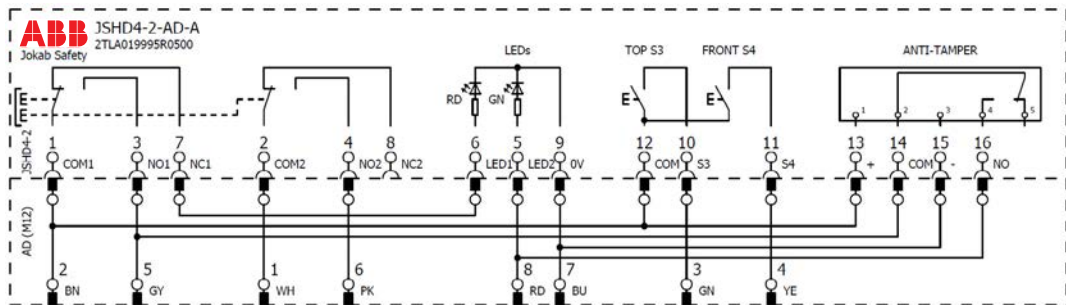 ABB JSHD4-2-AD-A
2TLA019995R0500
Jokab Safety
LEDs TOP S3 FRONT S4 ANTI-TAMPER
RD GN
1 2 3 4 5
JSHD4-2
1 3 7 2 4 8 6 5 9 12 10 11 13 14 15 16
COM1 NO1 NC1 COM2 NO2 NC2 LED1 LED2 0V COM S3 S4 + COM - NO
AD (M12)
2 5 1 6 8 7 3 4
BN GY WH PK RD BU GN YE